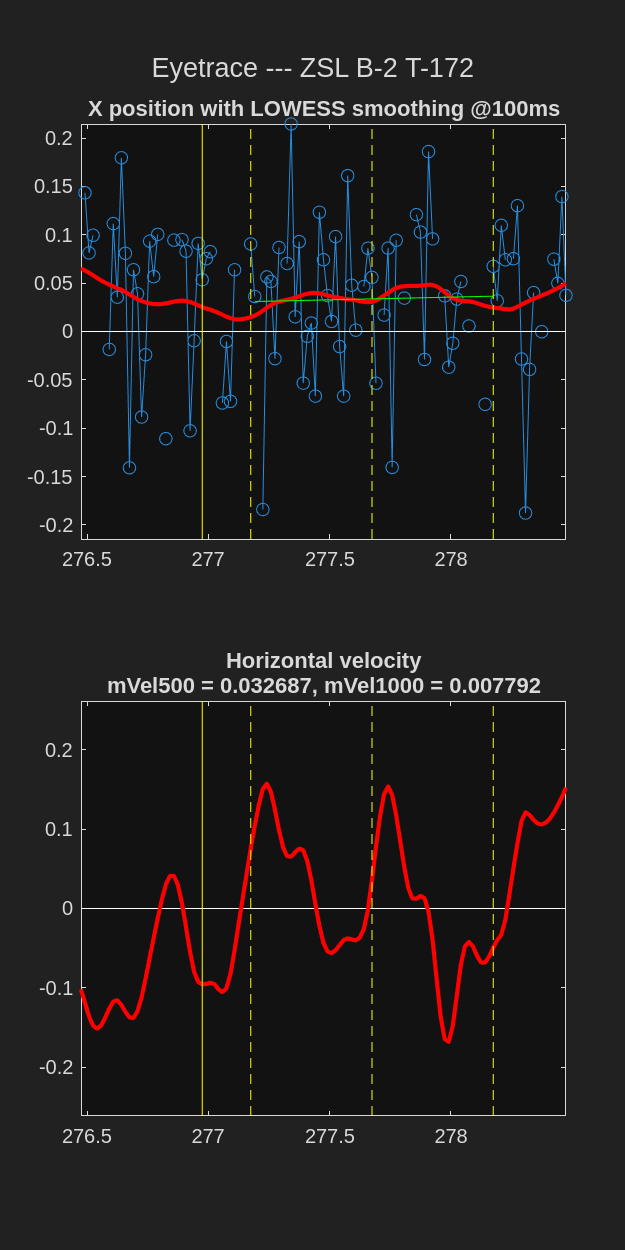 Eyetrace --- ZSL B-2 T-172
X position with LOWESS smoothing @100ms
0.2
0.15
0.1
0.05
0
-0.05
-0.1
-0.15
-0.2
276.5 277 277.5 278
Horizontal velocity
mVel500 = 0.032687, mVel1000 = 0.007792
0.2
0.1
0
-0.1
-0.2
276.5 277 277.5 278